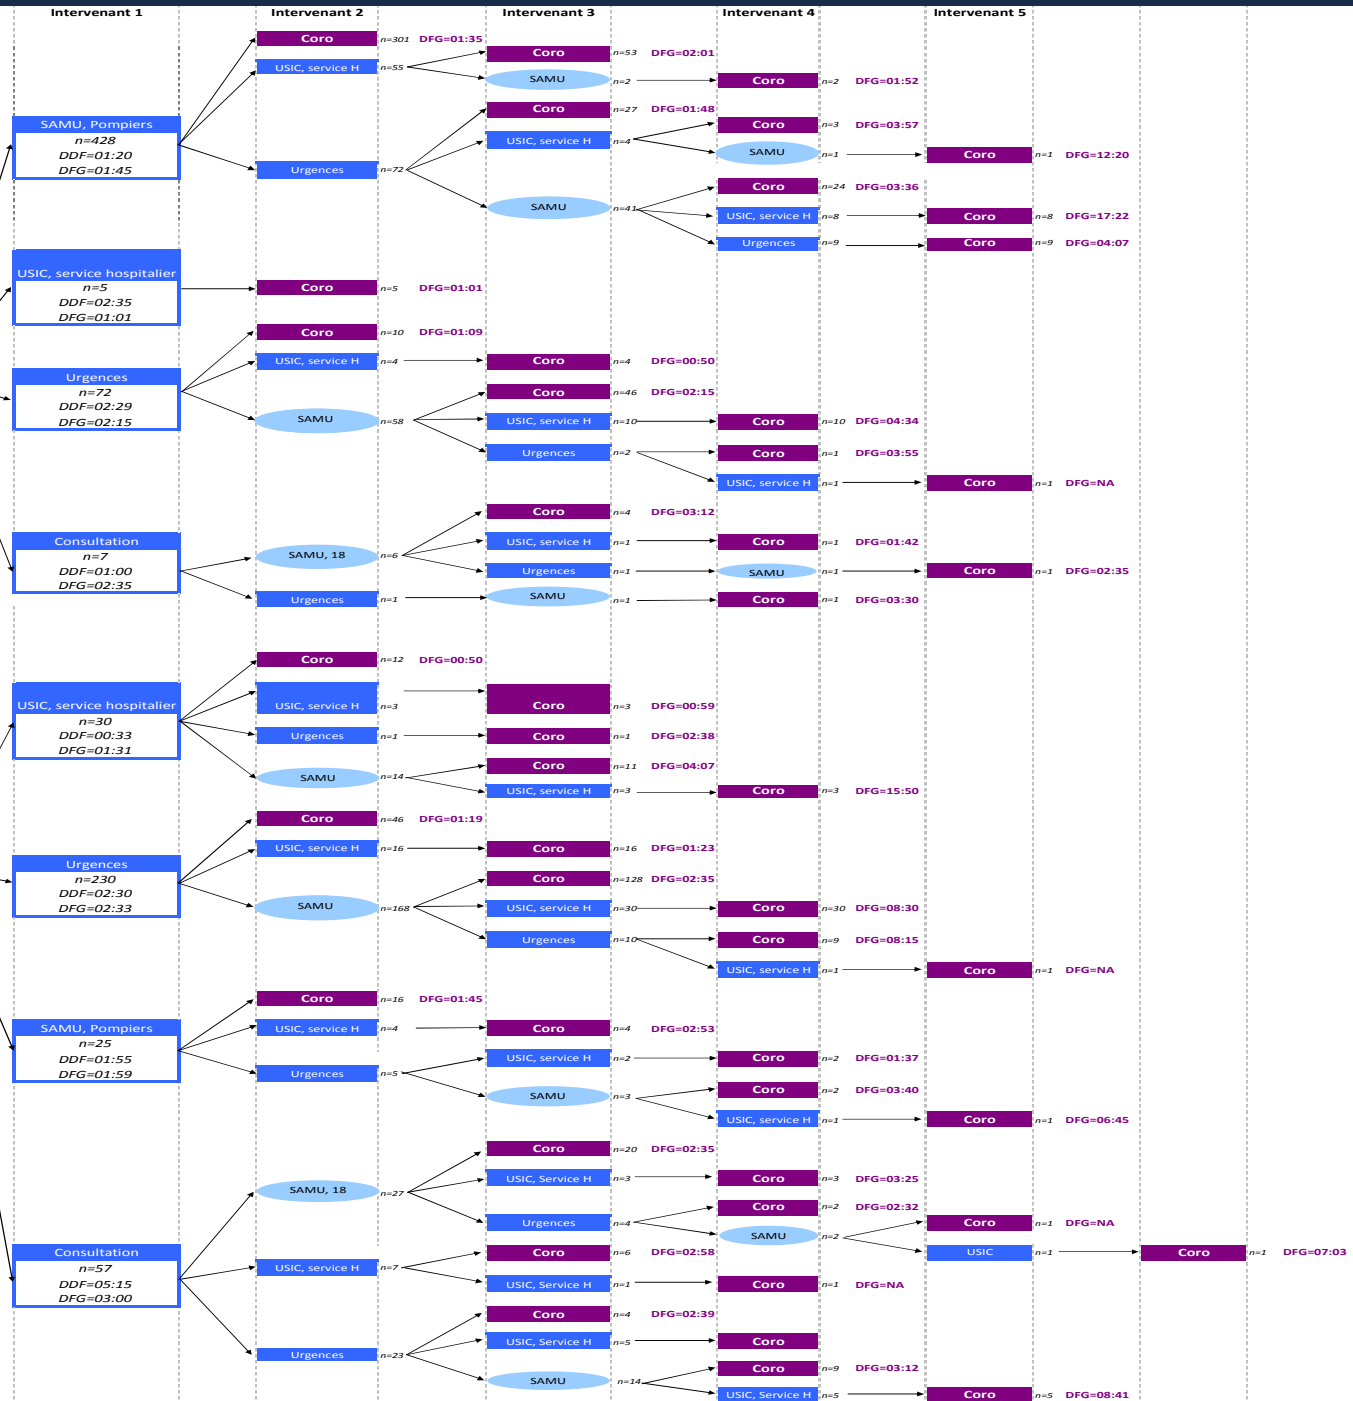 Intervenant 1 Intervenant 2 Intervenant 3 Intervenant 4 Intervenant 5
Coro n=301 DFG=01:35
Coro n=53 DFG=02:01
USIC, service H n=55
SAMU n=2 Coro n=2 DFG=01:52
Coro n=27 DFG=01:48
SAMU, Pompiers
n=428
DDF=01:20
DFG=01:45
Coro n=3 DFG=03:57
USIC, service H n=4
SAMU n=1 Coro n=1 DFG=12:20
Urgences n=72
Coro n=24 DFG=03:36
SAMU n=41
USIC, service H n=8 Coro n=8 DFG=17:22
Urgences n=9 Coro n=9 DFG=04:07
USIC, service hospitalier
n=5
DDF=02:35
DFG=01:01
Coro n=5 DFG=01:01
Coro n=10 DFG=01:09
USIC, service H n=4 Coro n=4 DFG=00:50
Urgences
n=72
DDF=02:29
DFG=02:15
Coro n=46 DFG=02:15
SAMU n=58
USIC, service H n=10 Coro n=10 DFG=04:34
Urgences n=2 Coro n=1 DFG=03:55
USIC, service H n=1 Coro n=1 DFG=NA
Coro n=4 DFG=03:12
Consultation
n=7
DDF=01:00
DFG=02:35
USIC, service H n=1 Coro n=1 DFG=01:42
SAMU, 18 n=6
Urgences n=1 SAMU n=1 Coro n=1 DFG=02:35
Urgences n=1 SAMU n=1 Coro n=1 DFG=03:30
Coro n=12 DFG=00:50
USIC, service hospitalier
n=30
DDF=00:33
DFG=01:31
USIC, service H n=3 Coro n=3 DFG=00:59
Urgences n=1 Coro n=1 DFG=02:38
Coro n=11 DFG=04:07
SAMU n=14
USIC, service H n=3 Coro n=3 DFG=15:50
Coro n=46 DFG=01:19
USIC, service H n=16 Coro n=16 DFG=01:23
Urgences
n=230
DDF=02:30
DFG=02:33
Coro n=128 DFG=02:35
SAMU n=168
USIC, service H n=30 Coro n=30 DFG=08:30
Urgences n=10 Coro n=9 DFG=08:15
USIC, service H n=1 Coro n=1 DFG=NA
Coro n=16 DFG=01:45
SAMU, Pompiers
n=25
DDF=01:55
DFG=01:59
USIC, service H n=4 Coro n=4 DFG=02:53
USIC, service H n=2 Coro n=2 DFG=01:37
Urgences n=5
Coro n=2 DFG=03:40
SAMU n=3
USIC, service H n=1 Coro n=1 DFG=06:45
Coro n=20 DFG=02:35
USIC, Service H n=3 Coro n=3 DFG=03:25
SAMU, 18 n=27
Coro n=2 DFG=02:32
Urgences n=4
Coro n=1 DFG=NA
SAMU n=2
USIC n=1 Coro n=1 DFG=07:03
Consultation
n=57
DDF=05:15
DFG=03:00
Coro n=6 DFG=02:58
USIC, service H n=7
USIC, Service H n=1 Coro n=1 DFG=NA
Coro n=4 DFG=02:39
USIC, Service H n=5 Coro
Urgences n=23
Coro n=9 DFG=03:12
SAMU n=14
USIC, Service H n=5 Coro n=5 DFG=08:41